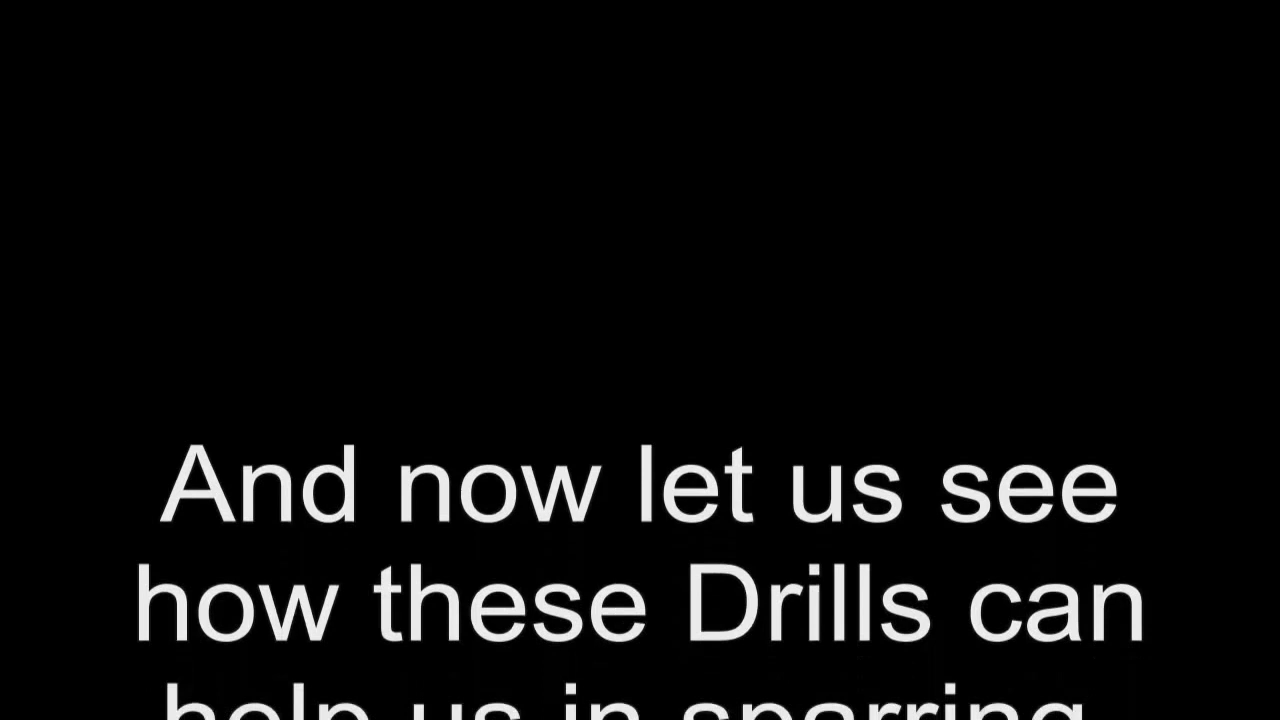 And now let us see
how these Drills can
help us in sparring